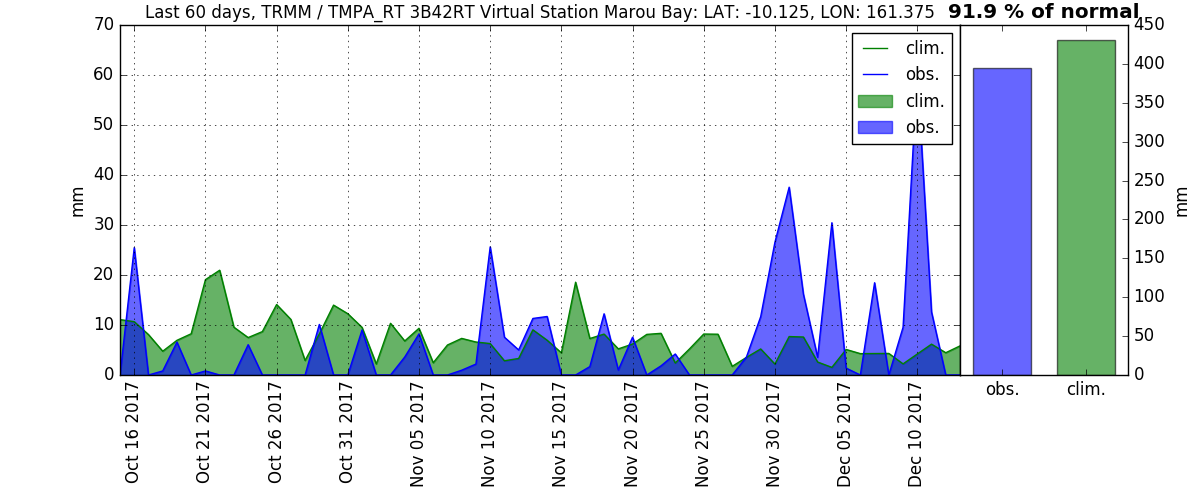 Last 60 days, TRMM / TMPA_RT 3B42RT Virtual Station Marou Bay: LAT: -10.125, LON: 161.375 91.9 % of normal
70
60
50
40
30
20
10
0
mm
clim.
obs.
clim.
obs.
450
400
350
300
250
200
150
100
50
0
mm
obs. clim.
Oct 16 2017
Oct 21 2017
Oct 26 2017
Oct 31 2017
Nov 05 2017
Nov 10 2017
Nov 15 2017
Nov 20 2017
Nov 25 2017
Nov 30 2017
Dec 05 2017
Dec 10 2017